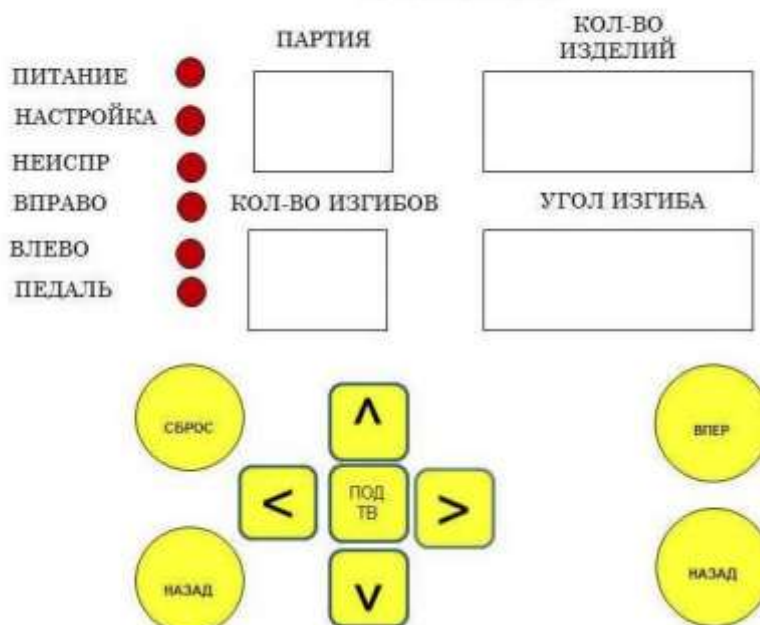 ПАРТИЯ
КОЛ-ВО
ИЗДЕЛИЙ
ПИТАНИЕ
НАСТРОЙКА
НЕИСПР
ВПРАВО
КОЛ-ВО ИЗГИБОВ
УГОЛ ИЗГИБА
ВЛЕВО
ПЕДАЛЬ
СБРОС
^
ВПЕР
<
ПОД
ТВ
>
НАЗАД
v
НАЗАД